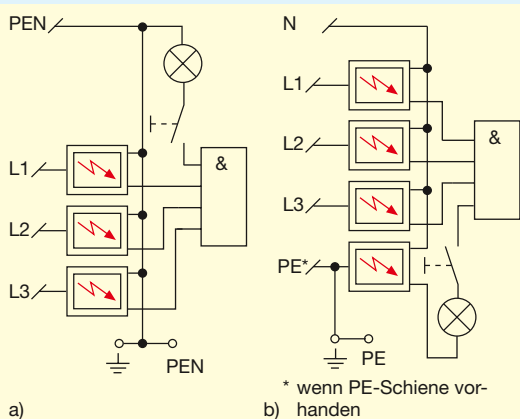 PEN
L1
L2
L3
&
PEN
a)
N
L1
L2
L3
PE*
&
PE
* wenn PE-Schiene vor-
b) handen